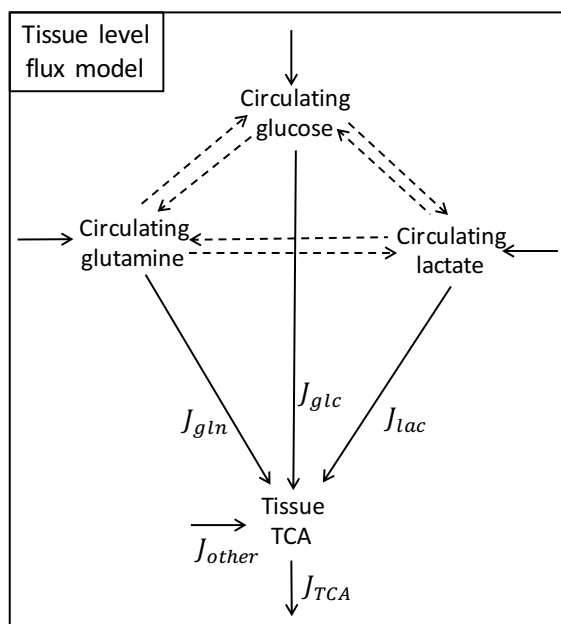 Tissue level
flux model
Circulating
glucose
Circulating
glutamine
Circulating
lactate
J_gln
J_glc
J_lac
Tissue
TCA
J_other
J_TCA